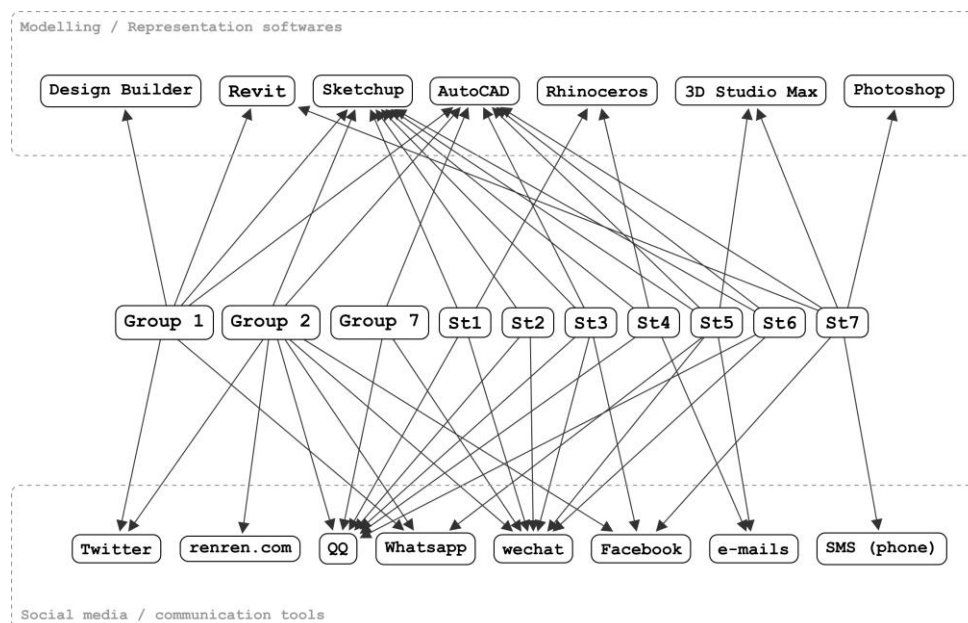 Modelling / Representation softwares
Design Builder
Revit
Sketchup
AutoCAD
Rhinoceros
3D Studio Max
Photoshop
Group 1
Group 2
Group 7
St1
St2
St3
St4
St5
St6
St7
Twitter
renren.com
QQ
Whatsapp
wechat
Facebook
e-mails
SMS (phone)
Social media / communication tools